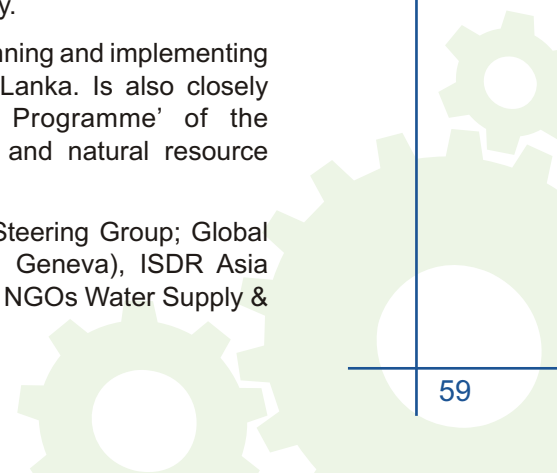 y.
nning and implementing
Lanka. Is also closely
Programme’ of the
and natural resource
Steering Group; Global
Geneva), ISDR Asia
NGOs Water Supply &
59